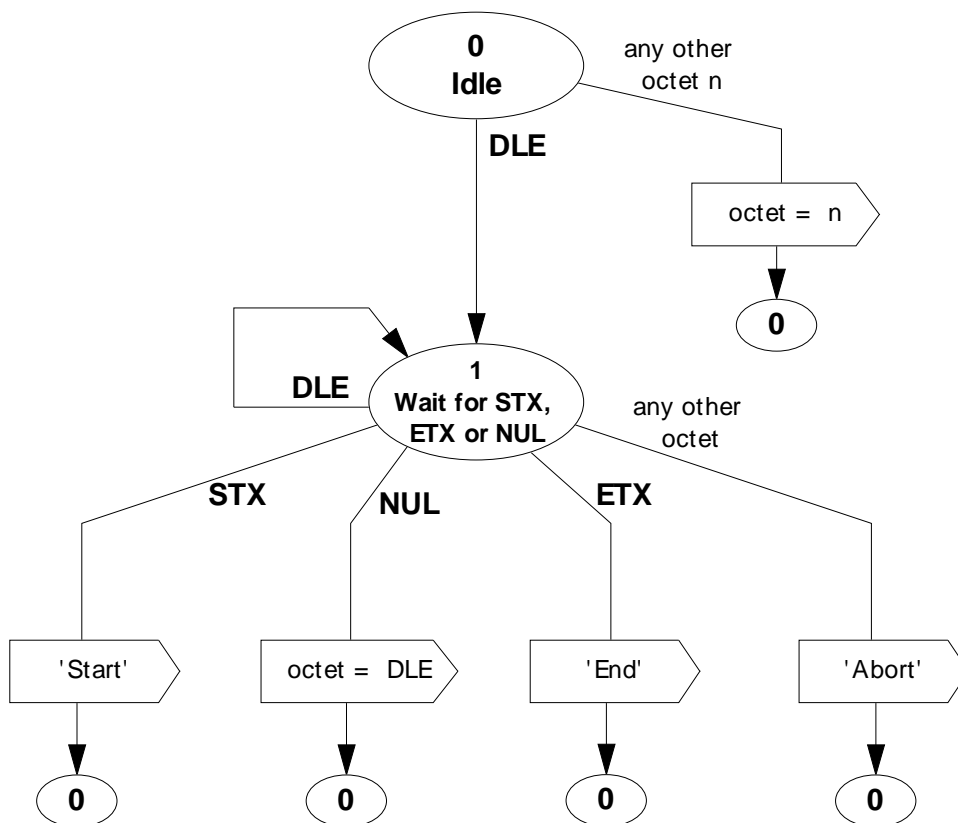 0
Idle
any other
octet n
DLE
octet = n
0
DLE
1
Wait for STX,
ETX or NUL
any other
octet
STX
NUL
ETX
'Start'
octet = DLE
'End'
'Abort'
0
0
0
0